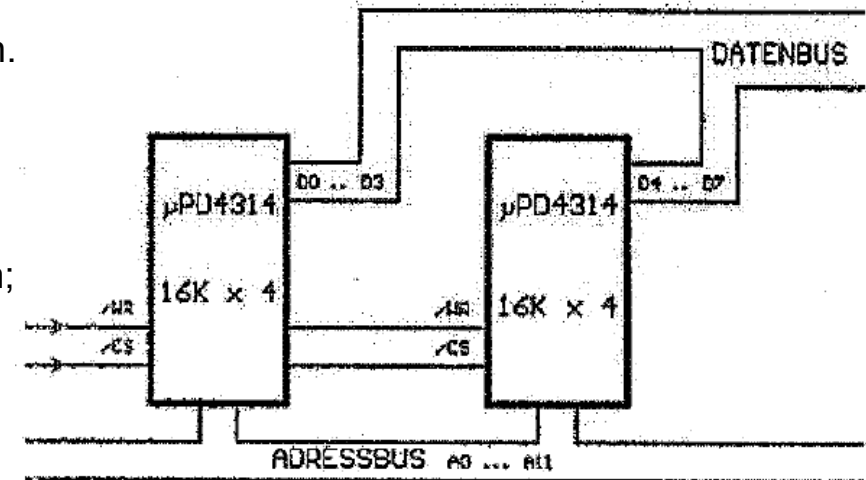 n.
DATENBUS
D0 .. D3
D4 .. D7
µPD4314
µPD4314
n;
16K x 4
16K x 4
/WR
/WR
/CS
/CS
ADRESSBUS A0 ... A11